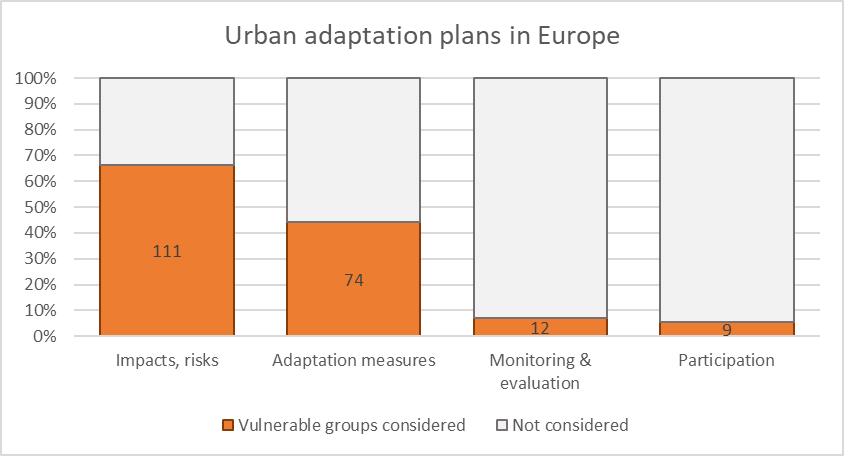 Urban adaptation plans in Europe
100%
90%
80%
70%
60%
50%
40%
30%
20%
10%
0%
111
74
12
9
Impacts, risks
Adaptation measures
Monitoring &
evaluation
Participation
Vulnerable groups considered
Not considered